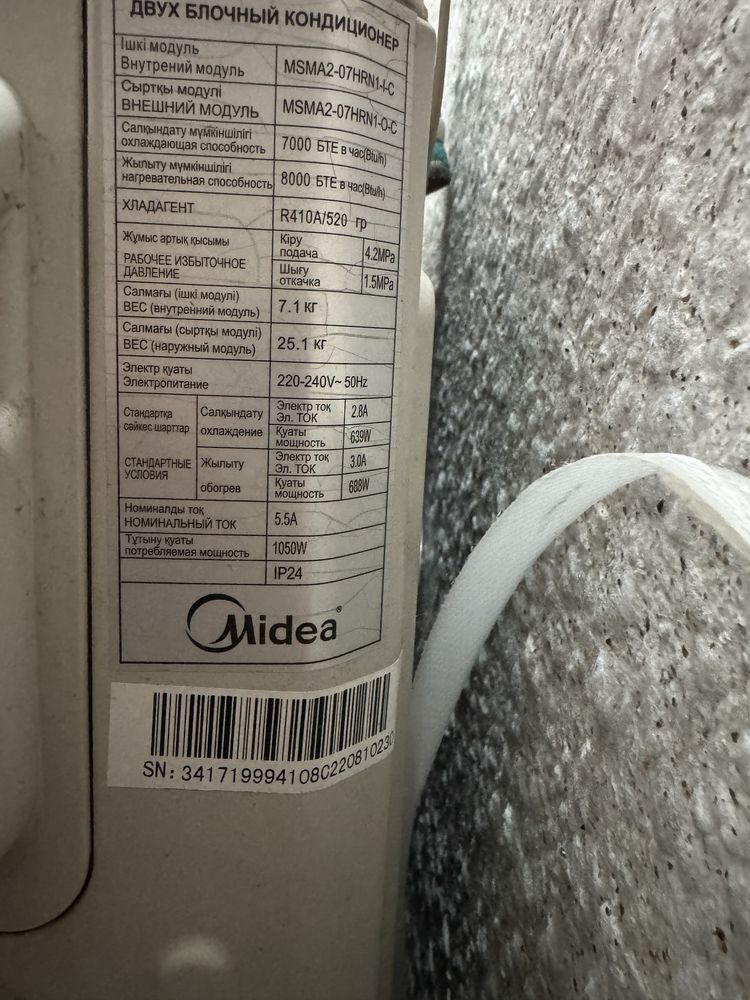 ДВУХ БЛОЧНЫЙ КОНДИЦИОНЕР
Ішкі модуль
Внутрений модуль
MSMA2-07HRN1-I-C
Сыртқы модулі
ВНЕШНИЙ МОДУЛЬ
MSMA2-07HRN1-O-C
Салқындату мүмкіншілігі
охлаждающая способность
7000 БТЕ в час(Btu/h)
Жылыту мүмкіншілігі
нагревательная способность
8000 БТЕ в час(Btu/h)
ХЛАДАГЕНТ
R410A/520 гр
Жұмыс артық қысымы
РАБОЧЕЕ ИЗБЫТОЧНОЕ
ДАВЛЕНИЕ
Кіру
подача
4.2MPa
Шығу
откачка
1.5MPa
Салмағы (ішкі модулі)
ВЕС (внутренний модуль)
7.1 кг
Салмағы (сыртқы модулі)
ВЕС (наружный модуль)
25.1 кг
Электр қуаты
Электропитание
220-240V~ 50Hz
Стандартқа
сәйкес шарттар
Салқындату
охлаждение
Электр тоқ
Эл. ТОК
2.8A
Қуаты
мощность
639W
СТАНДАРТНЫЕ
УСЛОВИЯ
Жылыту
обогрев
Электр тоқ
Эл. ТОК
3.0A
Қуаты
мощность
688W
Номиналды тоқ
НОМИНАЛЬНЫЙ ТОК
5.5A
Тұтыну қуаты
потребляемая мощность
1050W
IP24
Midea®
SN: 341719994108C220810230